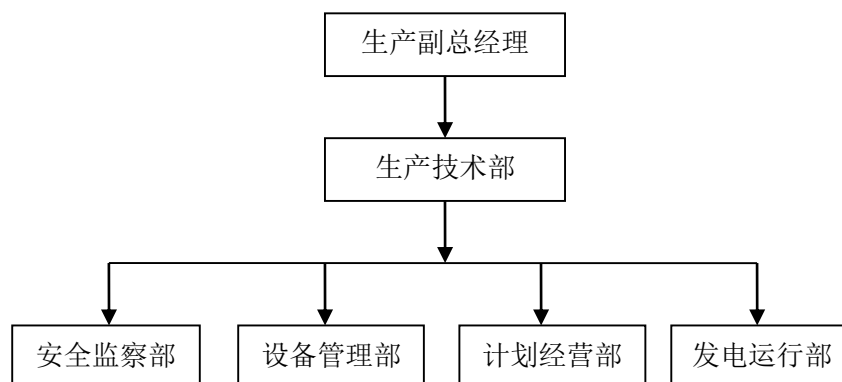 生产副总经理
生产技术部
安全监察部
设备管理部
计划经营部
发电运行部